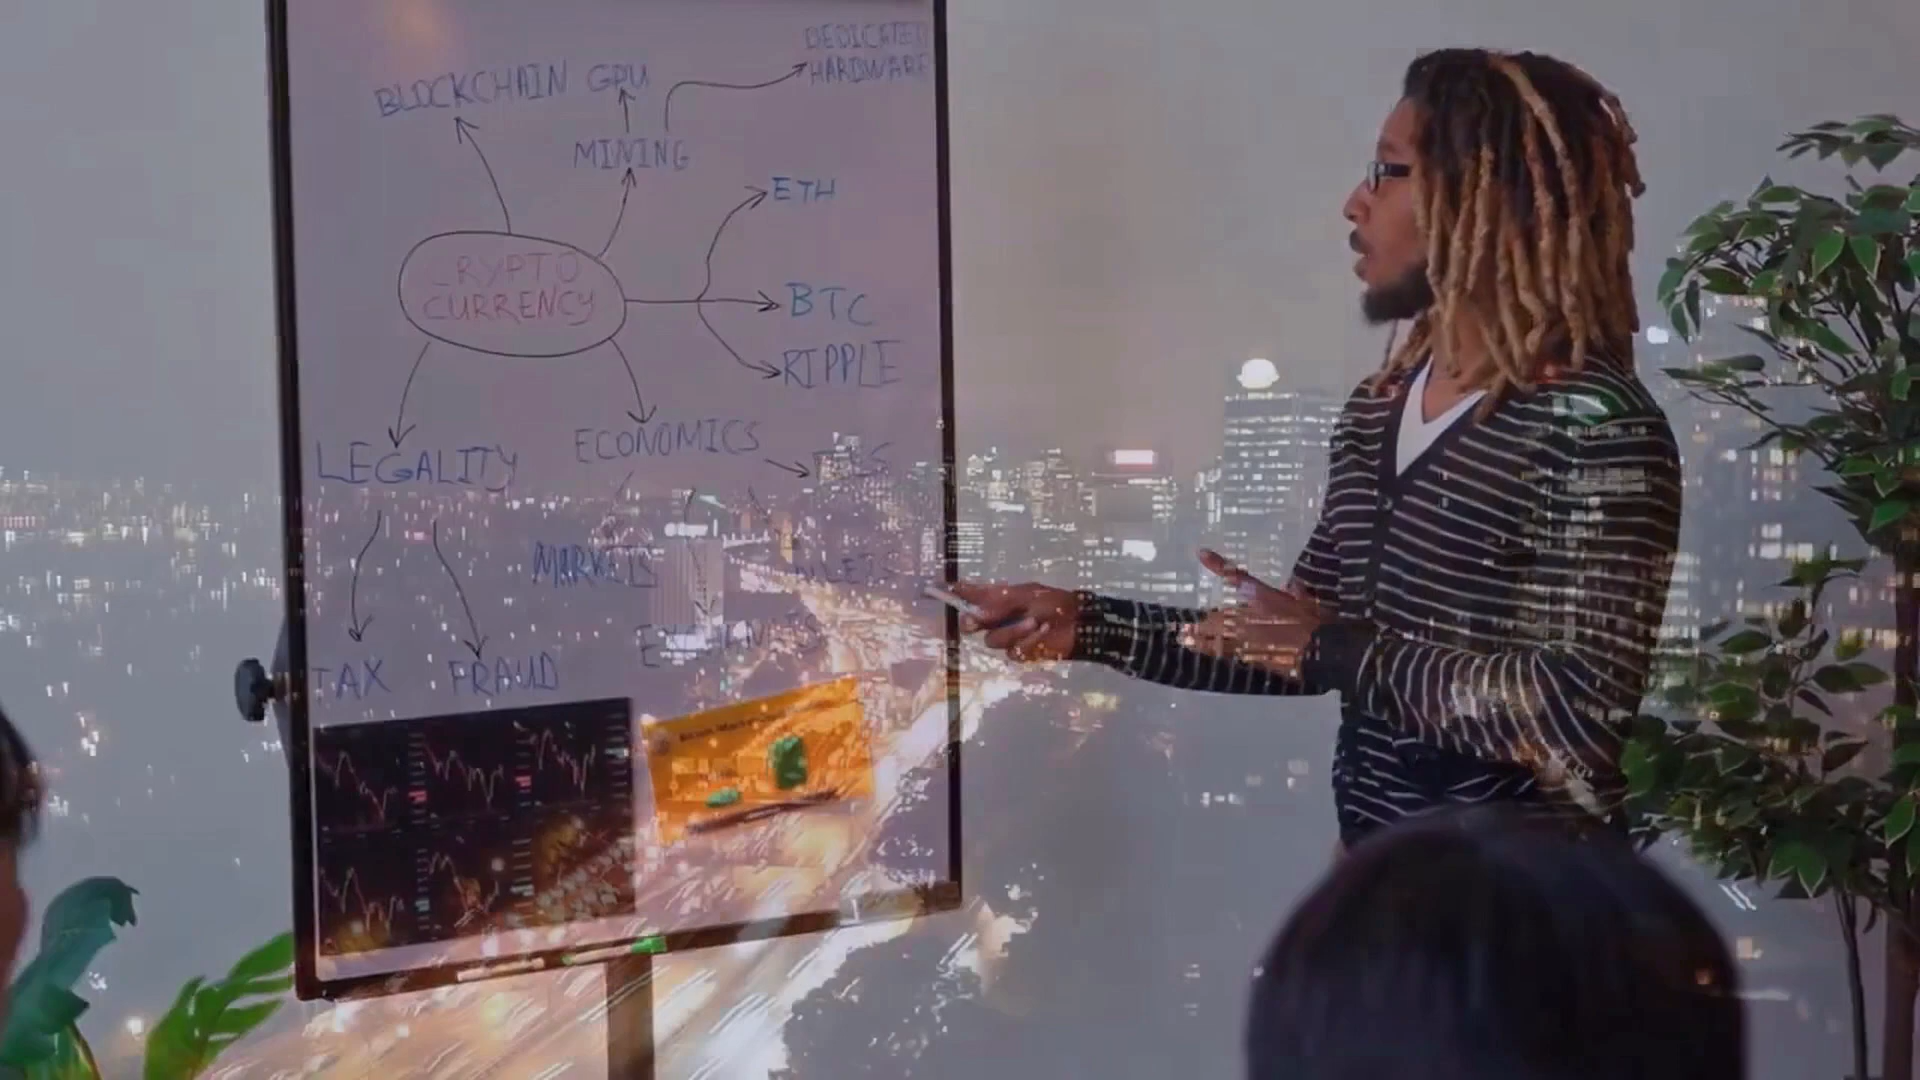 DEDICATED
HARDWARE
BLOCKCHAIN GPU
MINING
ETH
CRYPTO
CURRENCY
BTC
RIPPLE
LEGALITY
ECONOMICS
MARKETS
TAX
FRAUD